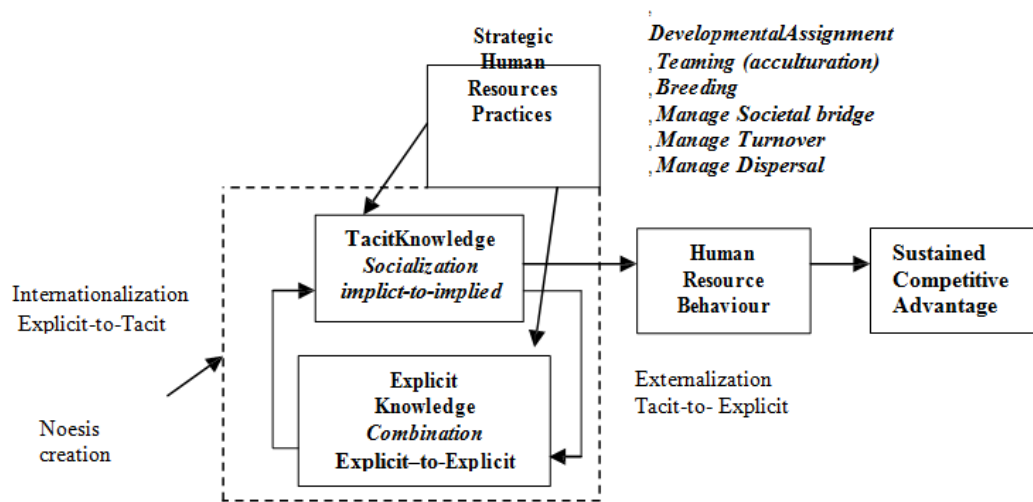 Strategic
Human
Resources
Practices
,
DevelopmentalAssignment
, Teaming (acculturation)
, Breeding
, Manage Societal bridge
, Manage Turnover
, Manage Dispersal
TacitKnowledge
Socialization
implict-to-implied
Human
Resource
Behaviour
Sustained
Competitive
Advantage
Internationalization
Explicit-to-Tacit
Explicit
Knowledge
Combination
Explicit–to-Explicit
Externalization
Tacit-to- Explicit
Noesis
creation